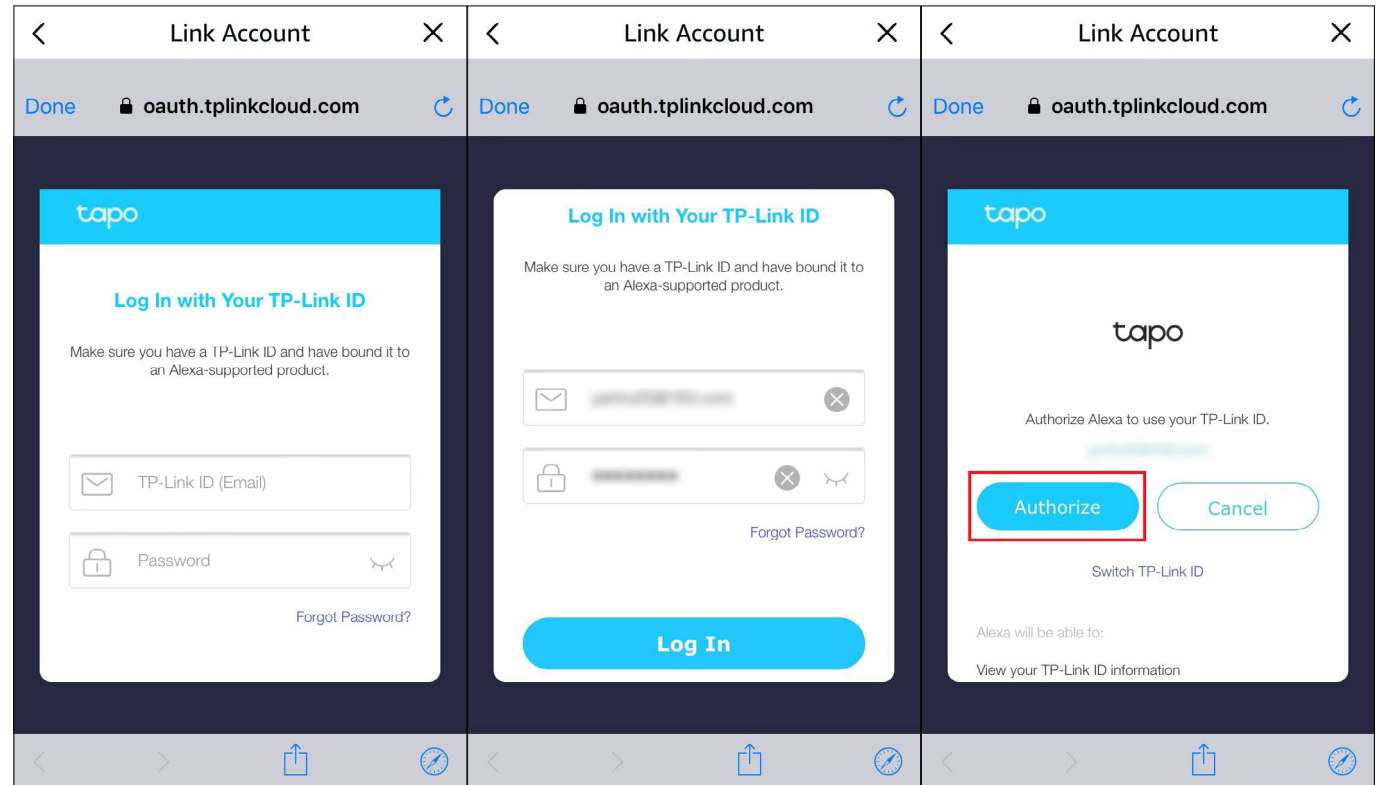 Link Account
Done oauth.tplinkcloud.com
tapo
Log In with Your TP-Link ID
Make sure you have a TP-Link ID and have bound it to
an Alexa-supported product.
TP-Link ID (Email)
Password
Forgot Password?
Link Account
Done oauth.tplinkcloud.com
Log In with Your TP-Link ID
Make sure you have a TP-Link ID and have bound it to
an Alexa-supported product.
Forgot Password?
Log In
Link Account
Done oauth.tplinkcloud.com
tapo
tapo
Authorize Alexa to use your TP-Link ID.
Authorize Cancel
Switch TP-Link ID
Alexa will be able to:
View your TP-Link ID information